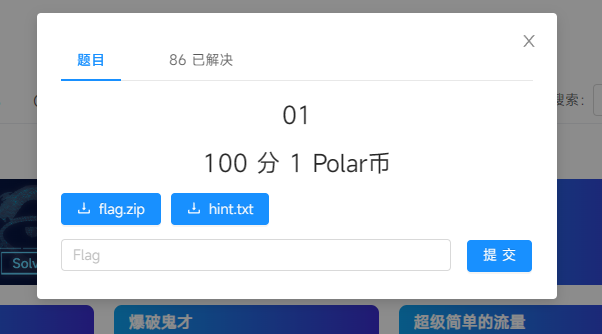 题目 86 已解决
搜索：
01
100 分 1 Polar币
flag.zip hint.txt
Flag 提 交
Solv
爆破鬼才 超级简单的流量